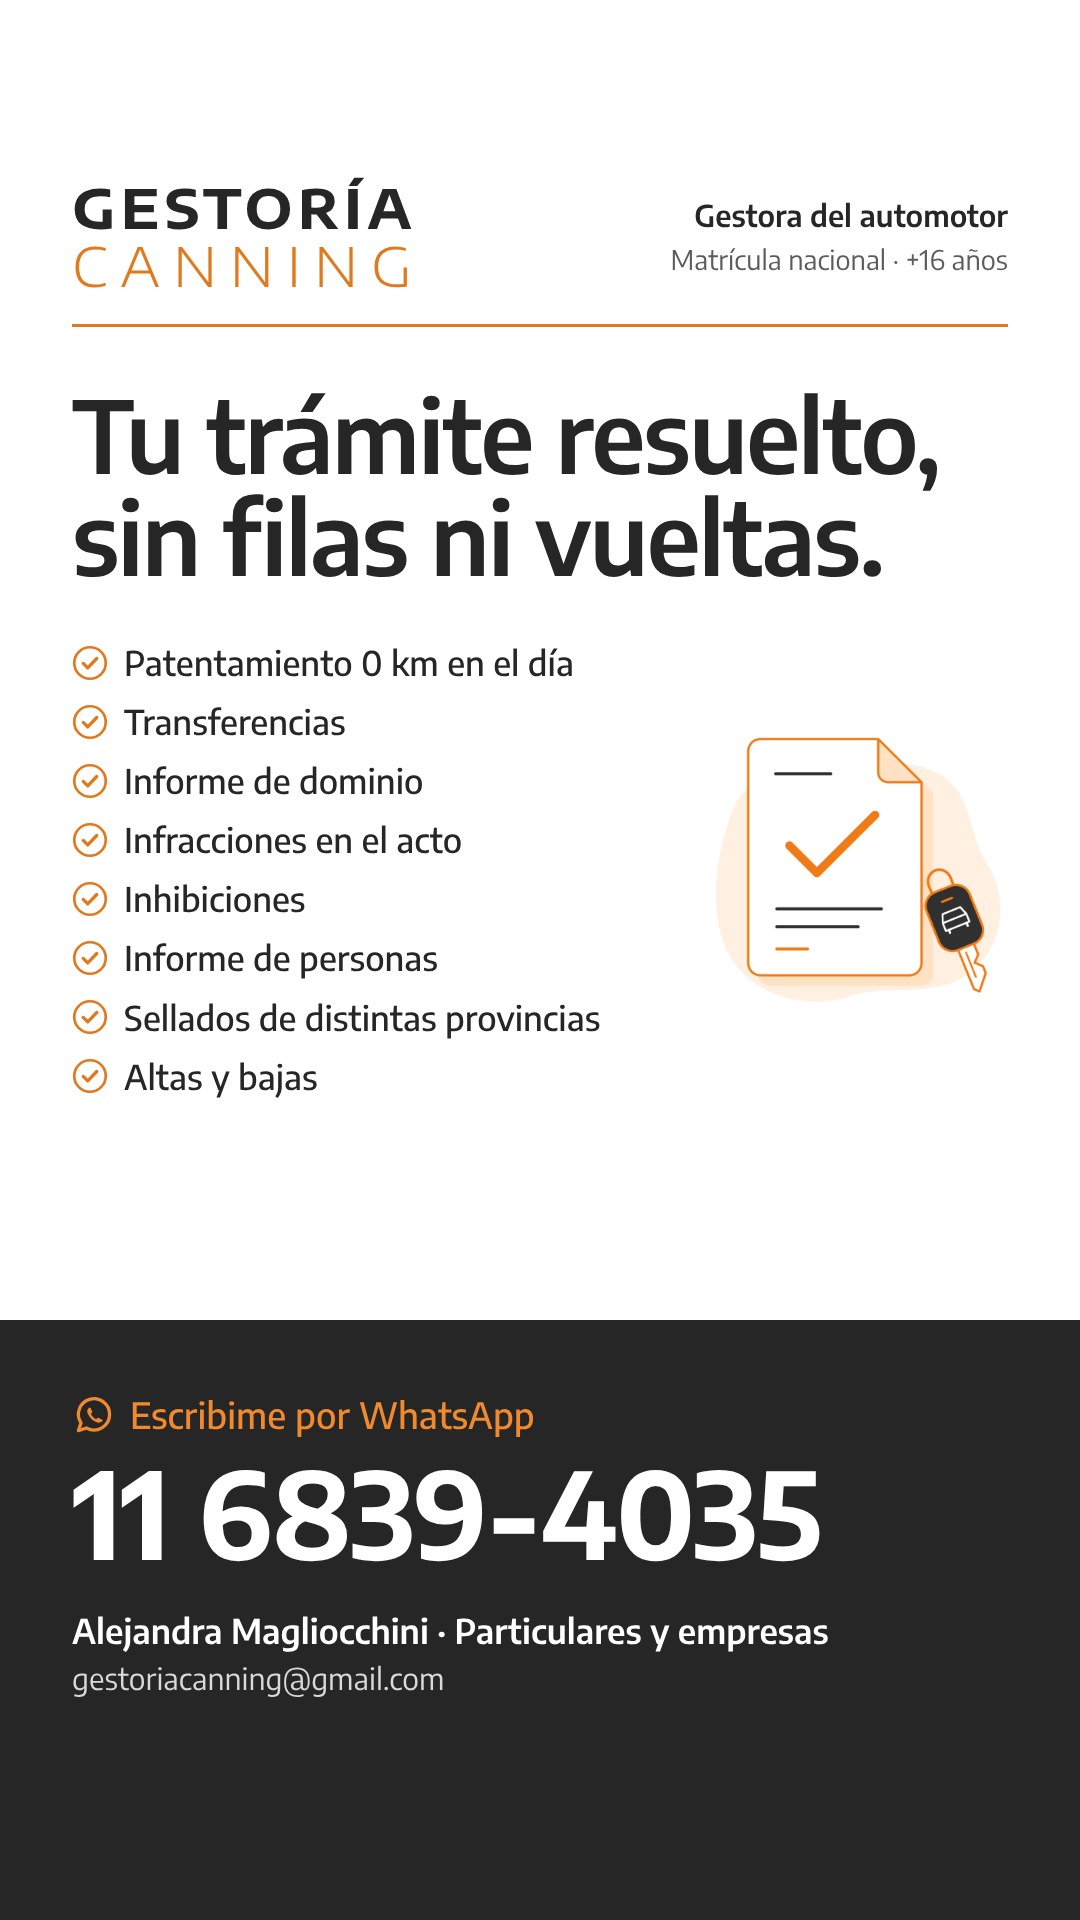 GESTORÍA
CANNING
Gestora del automotor
Matrícula nacional · +16 años
Tu trámite resuelto,
sin filas ni vueltas.
Patentamiento 0 km en el día
Transferencias
Informe de dominio
Infracciones en el acto
Inhibiciones
Informe de personas
Sellados de distintas provincias
Altas y bajas
Escribime por WhatsApp
11 6839-4035
Alejandra Magliocchini · Particulares y empresas
gestoriacanning@gmail.com